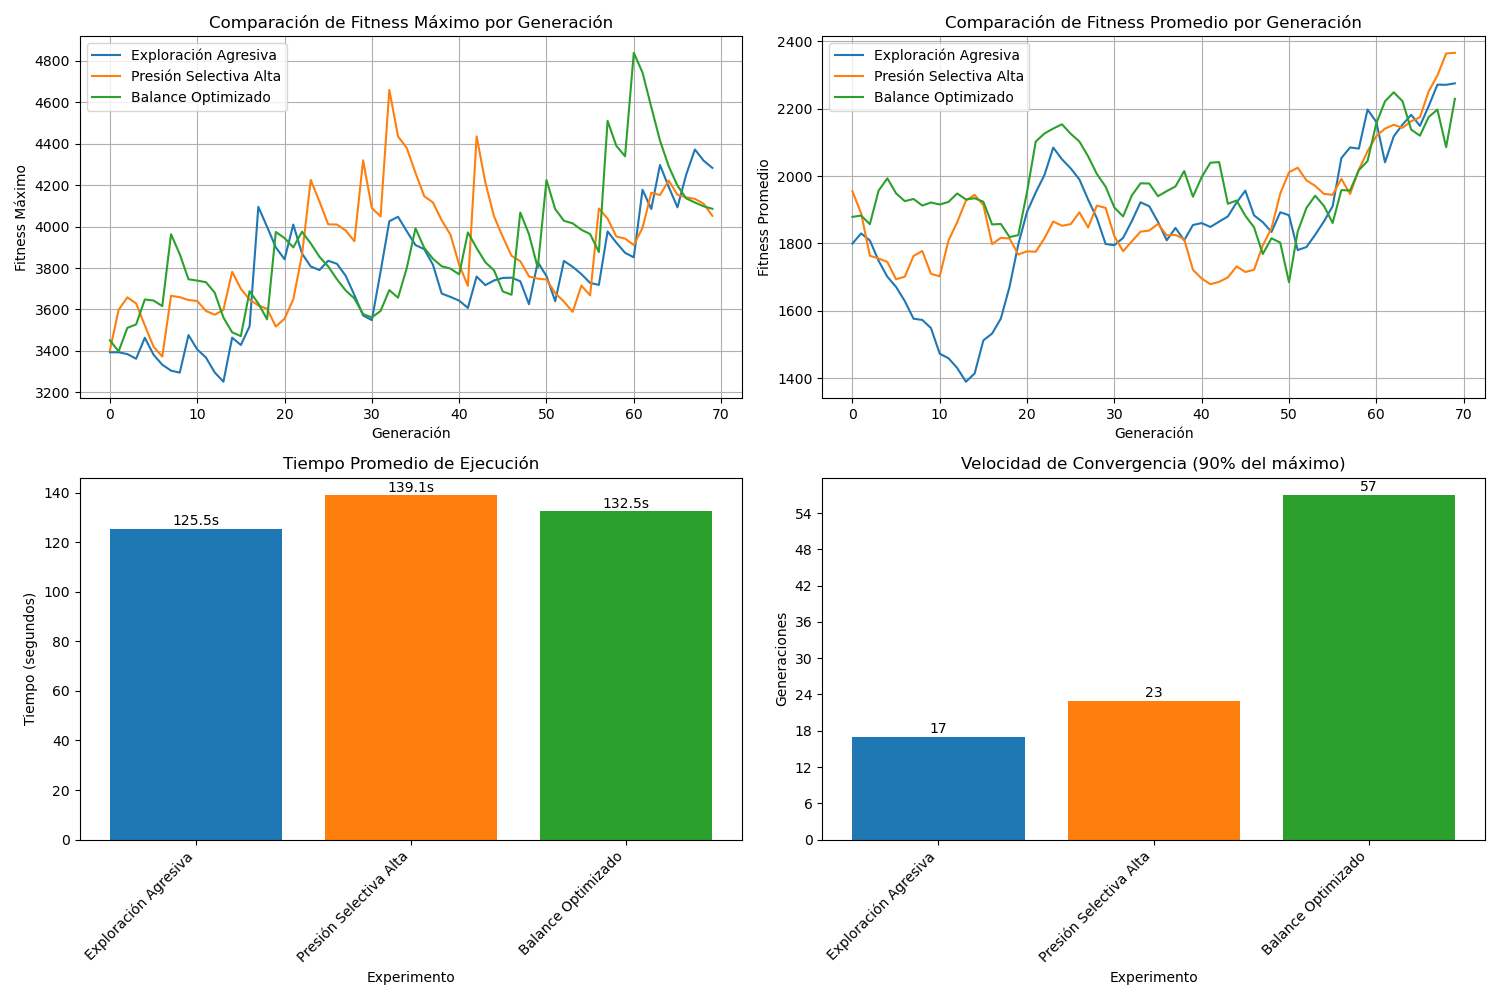 Comparación de Fitness Máximo por Generación
Fitness Máximo
4800
4600
4400
4200
4000
3800
3600
3400
3200
Exploración Agresiva
Presión Selectiva Alta
Balance Optimizado
0 10 20 30 40 50 60 70
Generación
Comparación de Fitness Promedio por Generación
Fitness Promedio
2400
2200
2000
1800
1600
1400
Exploración Agresiva
Presión Selectiva Alta
Balance Optimizado
0 10 20 30 40 50 60 70
Generación
Tiempo Promedio de Ejecución
Tiempo (segundos)
140
120
100
80
60
40
20
0
125.5s
139.1s
132.5s
Exploración Agresiva
Presión Selectiva Alta
Balance Optimizado
Experimento
Velocidad de Convergencia (90% del máximo)
Generaciones
54
48
42
36
30
24
18
12
6
0
17
23
57
Exploración Agresiva
Presión Selectiva Alta
Balance Optimizado
Experimento